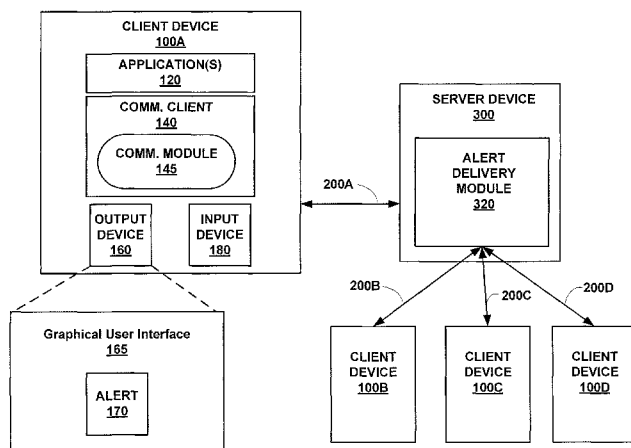 CLIENT DEVICE
100A
APPLICATION(S)
120
COMM. CLIENT
140
COMM. MODULE
145
OUTPUT
DEVICE
160
INPUT
DEVICE
180
Graphical User Interface
165
ALERT
170
200A
SERVER DEVICE
300
ALERT
DELIVERY
MODULE
320
200B
200C
200D
CLIENT
DEVICE
100B
CLIENT
DEVICE
100C
CLIENT
DEVICE
100D